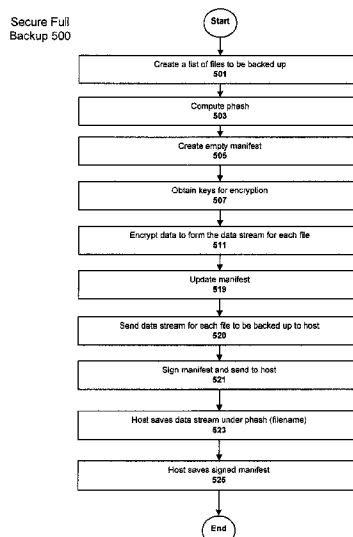 Secure Full
Backup 500
Start
Create a list of files to be backed up
501
Compute phash
503
Create empty manifest
505
Obtain keys for encryption
507
Encrypt data to form the data stream for each file
511
Update manifest
519
Send data stream for each file to be backed up to host
520
Sign manifest and send to host
521
Host saves data stream under phash (filename)
523
Host saves signed manifest
525
End